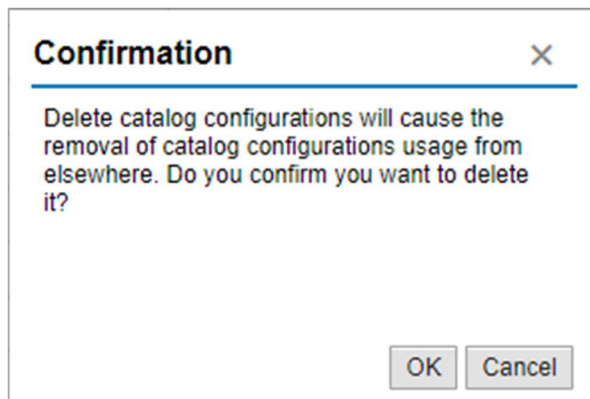 Confirmation
Delete catalog configurations will cause the
removal of catalog configurations usage from
elsewhere. Do you confirm you want to delete
it?
OK Cancel